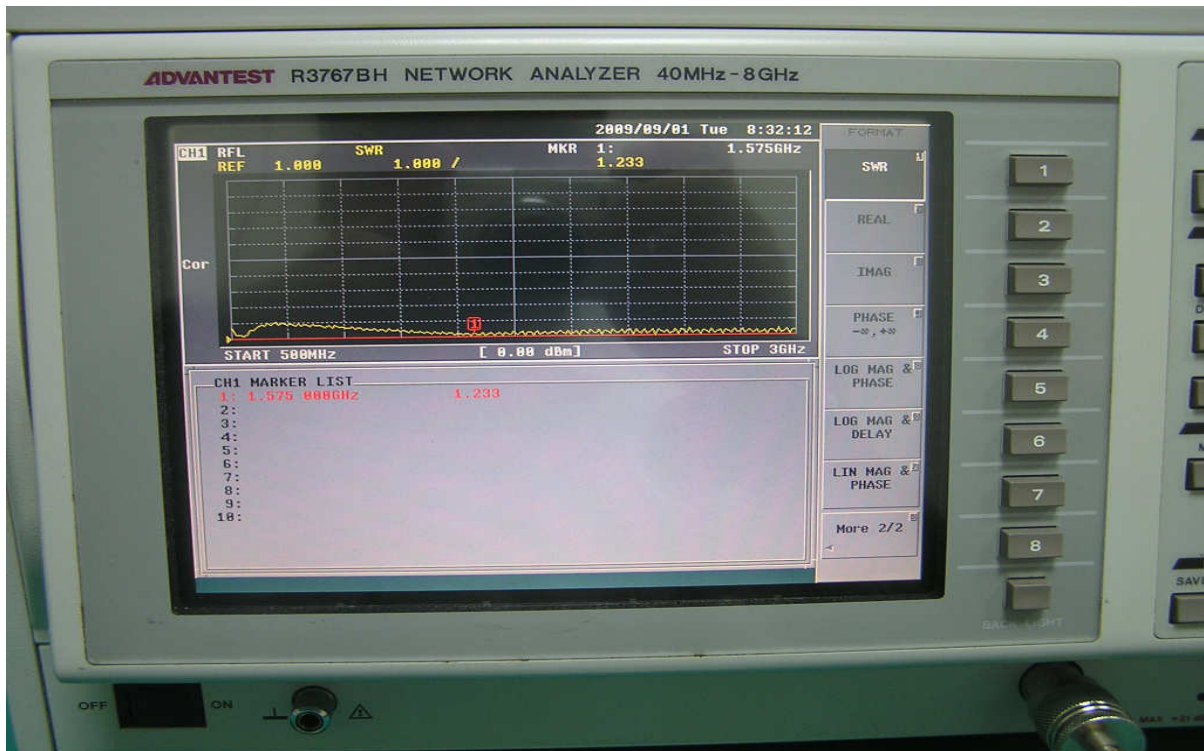 ADVANTEST R3767BH NETWORK ANALYZER 40MHz-8GHz
2009/09/01 Tue 8:32:12
CH1 RFL SWR MKR 1: 1.575GHz
REF 1.000 1.000 / 1.233
Cor
1
START 500MHz [ 0.00 dBm] STOP 3GHz
CH1 MARKER LIST
1: 1.575 000GHz 1.233
2:
3:
4:
5:
6:
7:
8:
9:
10:
FORMAT
SWR
REAL
IMAG
PHASE
-∞,+∞
LOG MAG &
PHASE
LOG MAG &
DELAY
LIN MAG &
PHASE
More 2/2
1
2
3
4
5
6
7
8
BACK LIGHT
OFF
ON
MAX